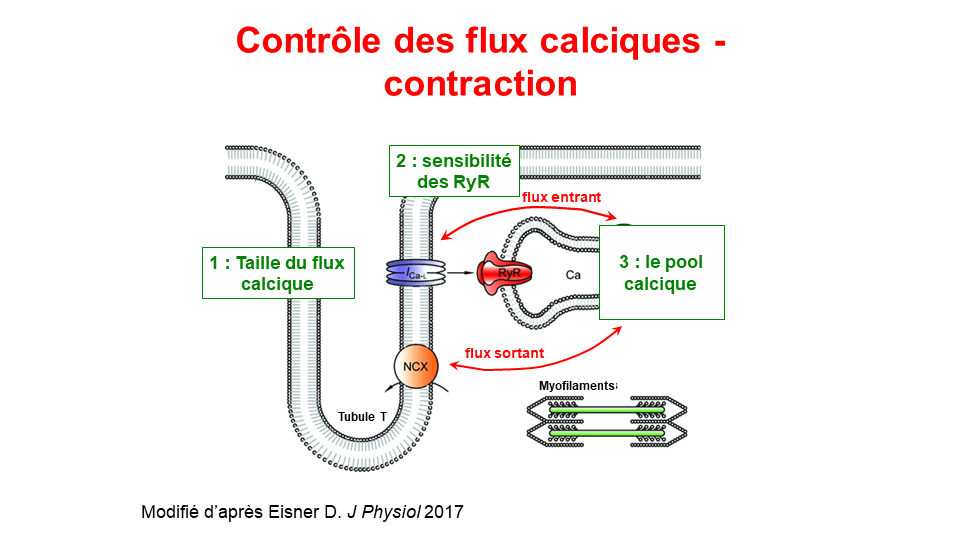 Contrôle des flux calciques -
contraction
2 : sensibilité
des RyR
flux entrant
1 : Taille du flux
calcique
I Ca-L
RyR
Ca
3 : le pool
calcique
flux sortant
NCX
Myofilaments
Tubule T
Modifié d’après Eisner D. J Physiol 2017